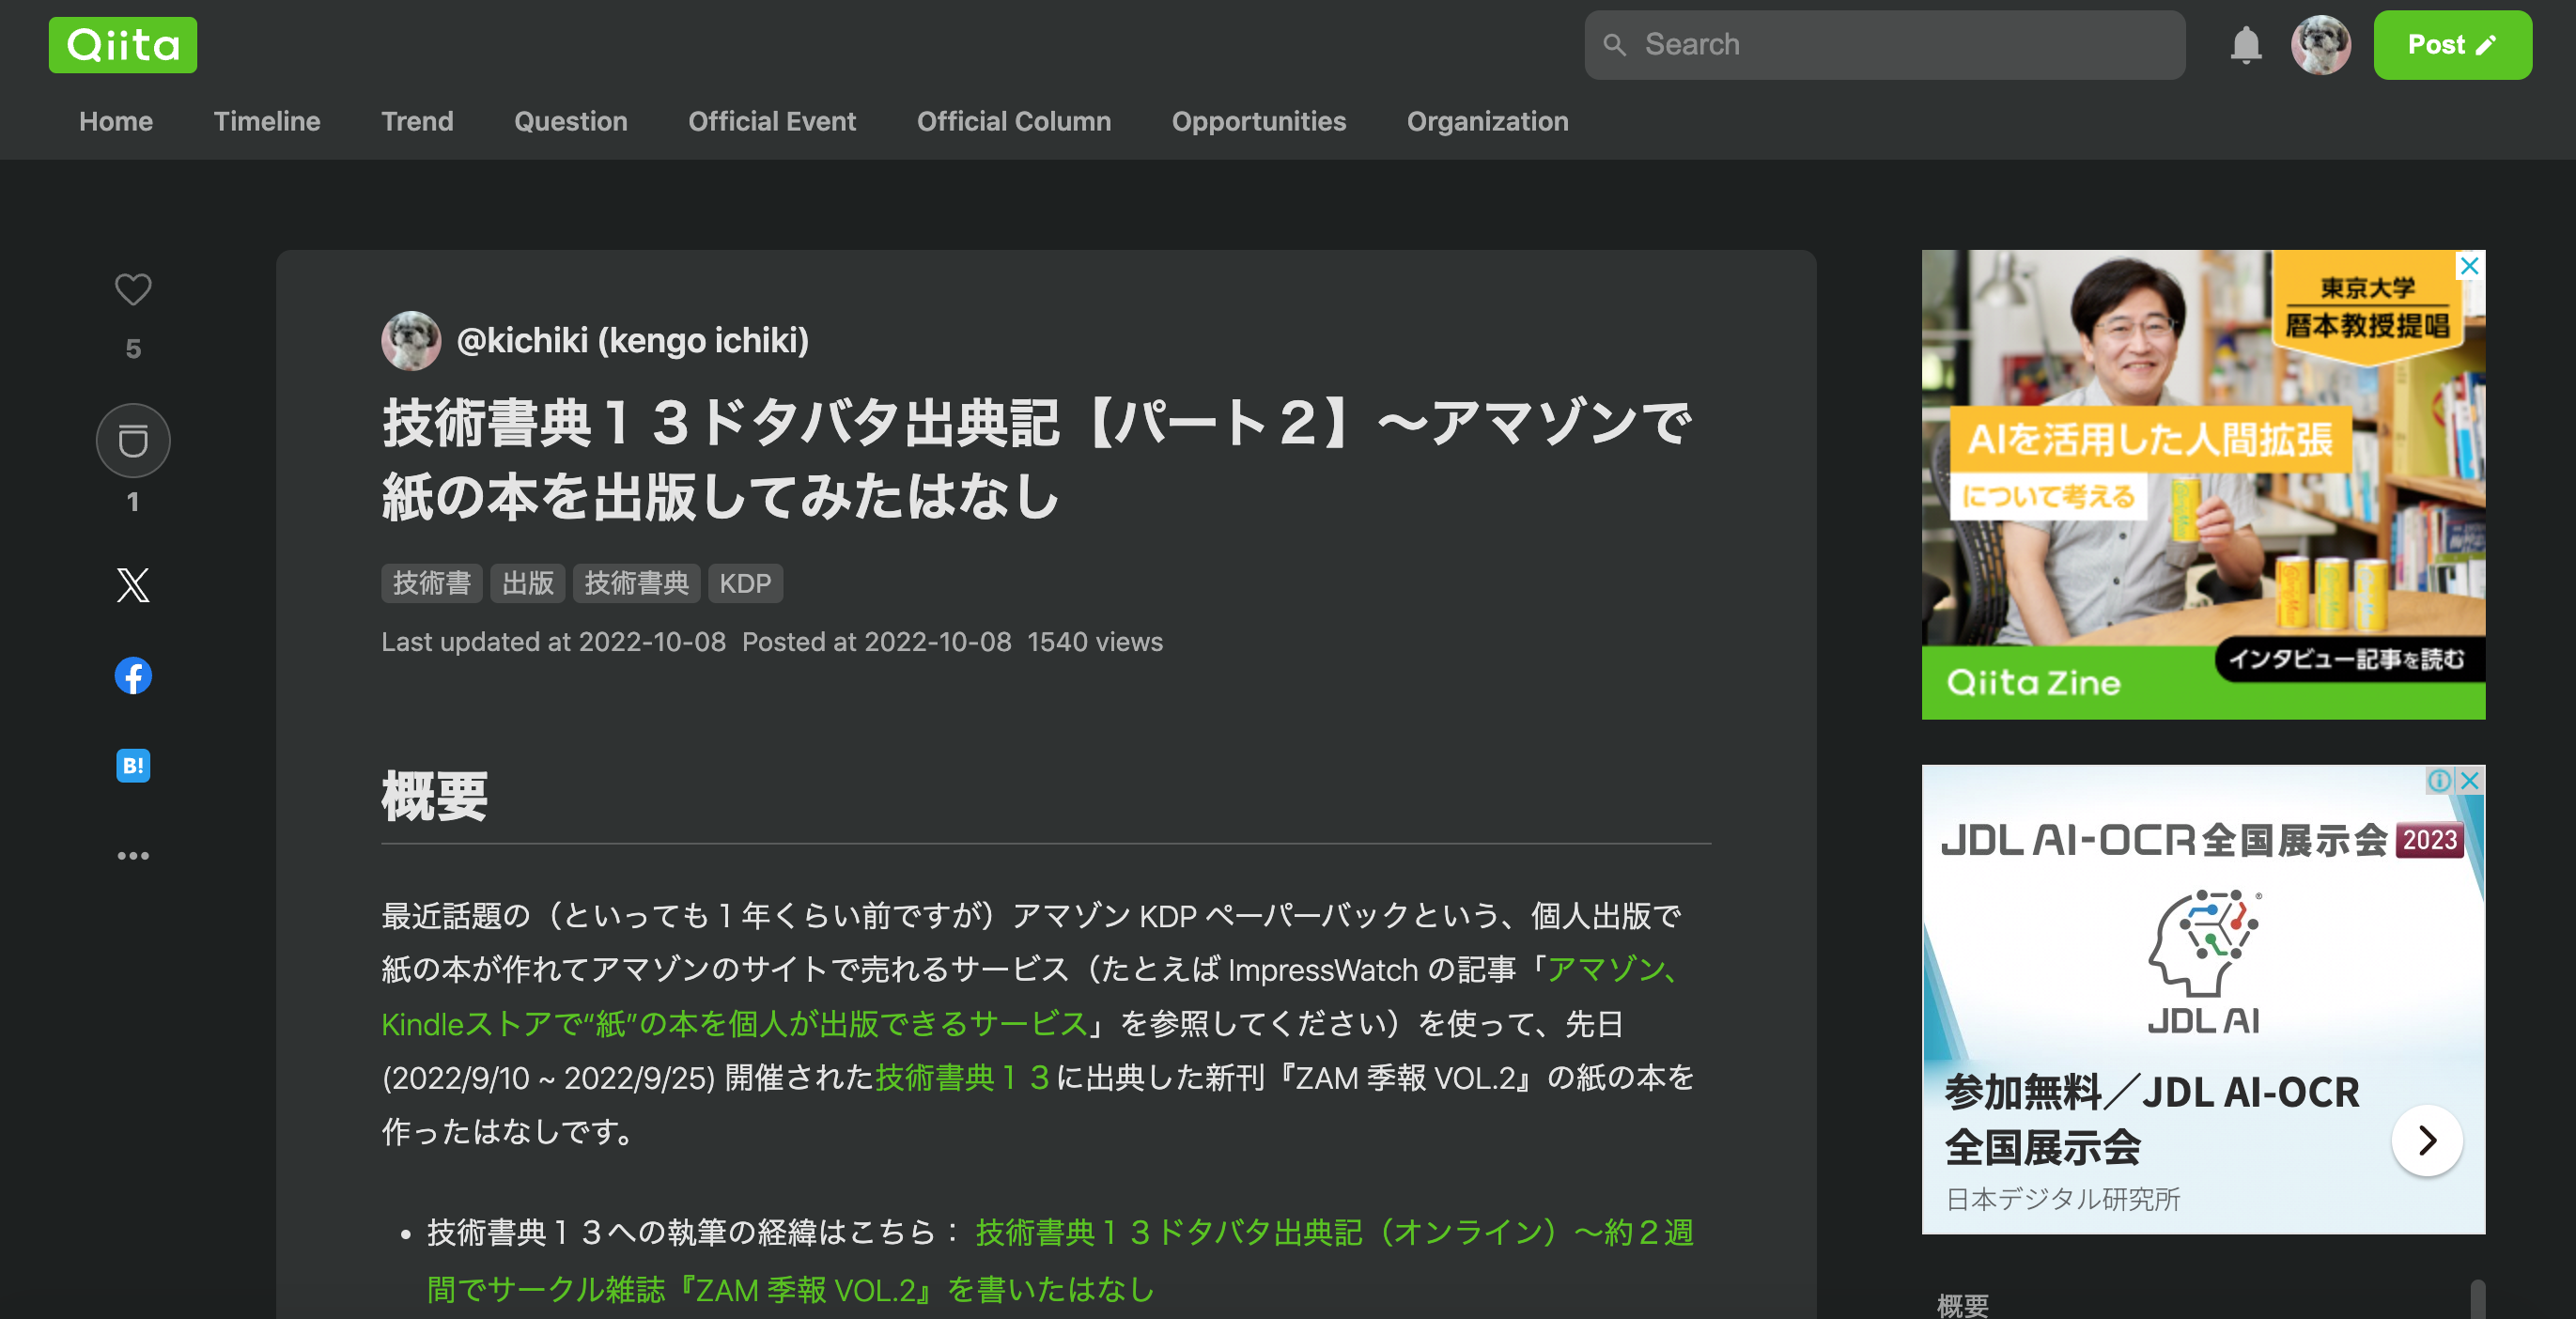 Qiita
Search
Post
Home Timeline Trend Question Official Event Official Column Opportunities Organization
5
1
B!
@kichiki (kengo ichiki)
技術書典１３ドタバタ出典記【パート２】〜アマゾンで
紙の本を出版してみたはなし
技術書 出版 技術書典 KDP
Last updated at 2022-10-08 Posted at 2022-10-08 1540 views
概要
最近話題の（といっても１年くらい前ですが）アマゾン KDP ペーパーバックという、個人出版で
紙の本が作れてアマゾンのサイトで売れるサービス（たとえば ImpressWatch の記事「アマゾン、
Kindleストアで“紙”の本を個人が出版できるサービス」を参照してください）を使って、先日
(2022/9/10 ~ 2022/9/25) 開催された技術書典１３に出典した新刊『ZAM 季報 VOL.2』の紙の本を
作ったはなしです。
• 技術書典１３への執筆の経緯はこちら： 技術書典１３ドタバタ出典記（オンライン）〜約２週
間でサークル雑誌『ZAM 季報 VOL.2』を書いたはなし
東京大学
暦本教授提唱
AIを活用した人間拡張
について考える
インタビュー記事を読む
Qiita Zine
JDL AI-OCR全国展示会 2023
JDL AI
参加無料／JDL AI-OCR
全国展示会
日本デジタル研究所
概要